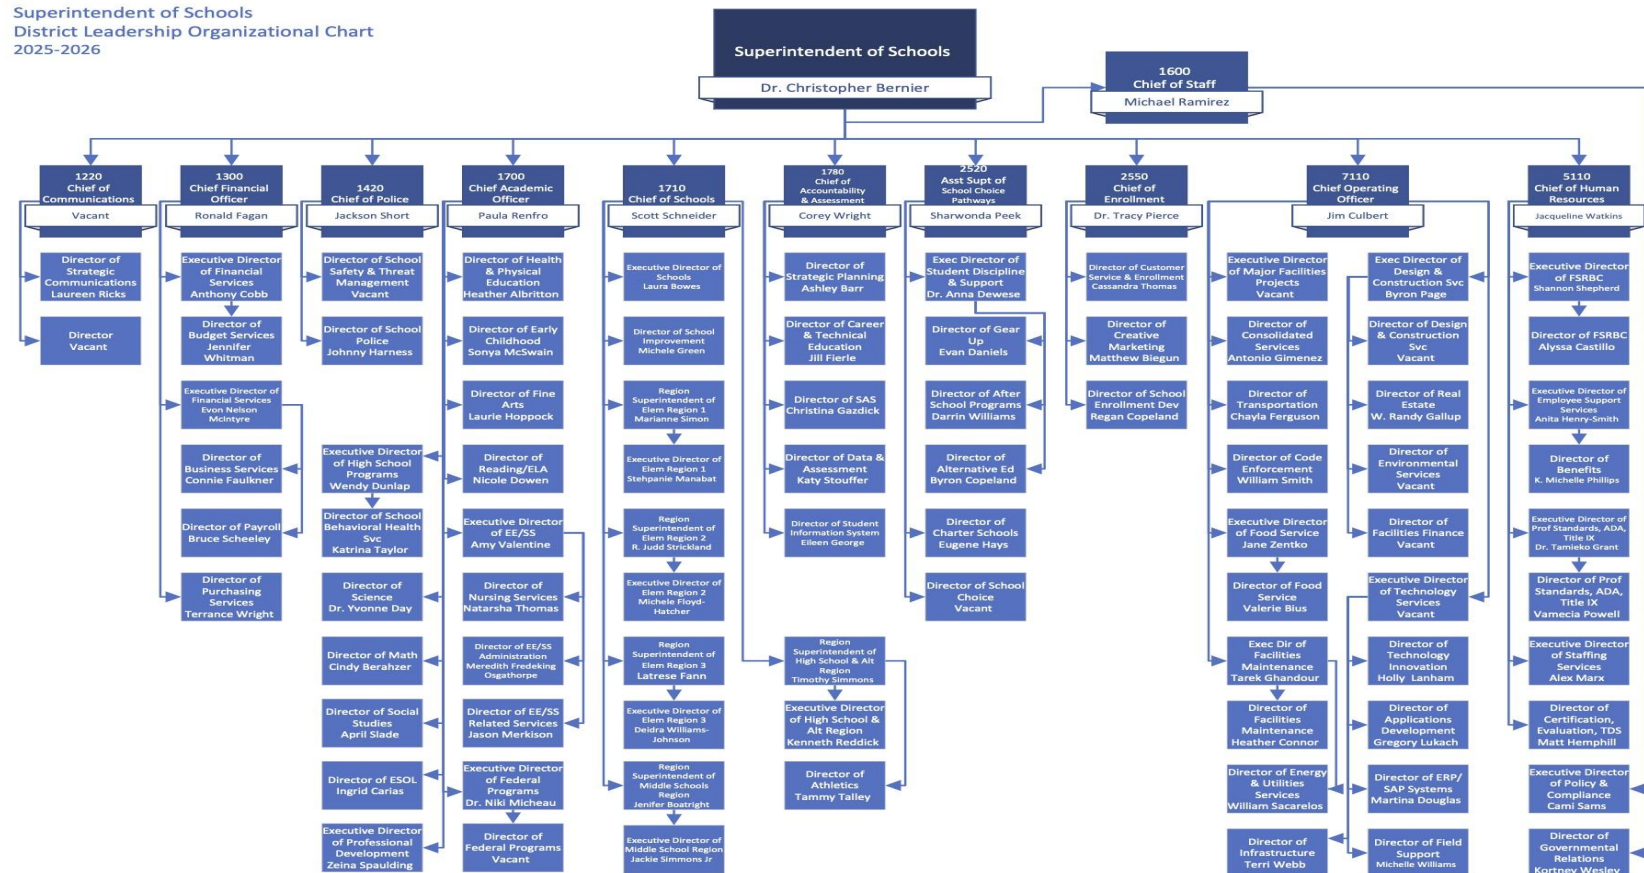 Superintendent of Schools
District Leadership Organizational Chart
2025-2026
Superintendent of Schools
Dr. Christopher Bernier
1600
Chief of Staff
Michael Ramirez
1220
Chief of
Communications
Vacant
1300
Chief Financial
Officer
Ronald Fagan
1420
Chief of Police
Jackson Short
1700
Chief Academic
Officer
Paula Renfro
1710
Chief of Schools
Scott Schneider
1780
Chief of
Accountability
& Assessment
Corey Wright
2520
Asst Supt of
School Choice
Pathways
Sharwonda Peek
2550
Chief of
Enrollment
Dr. Tracy Pierce
7110
Chief Operating
Officer
Jim Culbert
5110
Chief of Human
Resources
Jacqueline Watkins
Director of
Strategic
Communications
Laureen Ricks
Director
Vacant
Executive Director
of Financial
Services
Anthony Cobb
Director of
Budget Services
Jennifer
Whitman
Executive Director of
Financial Services
Evon Nelson
McIntyre
Director of
Business Services
Connie Faulkner
Director of Payroll
Bruce Scheeley
Director of
Purchasing
Services
Terrance Wright
Director of School
Safety & Threat
Management
Vacant
Director of School
Police
Johnny Harness
Executive Director
of High School
Programs
Wendy Dunlap
Director of School
Behavioral Health
Svc
Katrina Taylor
Director of
Science
Dr. Yvonne Day
Director of Math
Cindy Berahzer
Director of Social
Studies
April Slade
Director of ESOL
Ingrid Carias
Executive Director
of Professional
Development
Zeina Spaulding
Director of Health
& Physical
Education
Heather Albritton
Director of Early
Childhood
Sonya McSwain
Director of Fine
Arts
Laurie Hoppock
Director of
Reading/ELA
Nicole Dowen
Executive Director
of EE/SS
Amy Valentine
Director of
Nursing Services
Natarsha Thomas
Director of EE/SS
Administration
Meredith Fredeking
Osgathorpe
Director of EE/SS
Related Services
Jason Merkison
Executive Director
of Federal
Programs
Dr. Niki Micheau
Director of
Federal Programs
Vacant
Executive Director of
Schools
Laura Bowes
Director of School
Improvement
Michele Green
Region
Superintendent of
Elem Region 1
Marianne Simon
Executive Director of
Elem Region 1
Stehpanie Manabat
Region
Superintendent of
Elem Region 2
R. Judd Strickland
Executive Director of
Elem Region 2
Michele Floyd-
Hatcher
Region
Superintendent of
Elem Region 3
Latrese Fann
Executive Director of
Elem Region 3
Deidra Williams-
Johnson
Region
Superintendent of
Middle Schools
Region
Jenifer Boatright
Executive Director of
Middle School Region
Jackie Simmons Jr
Director of
Strategic Planning
Ashley Barr
Director of Career
& Technical
Education
Jill Fierle
Director of SAS
Christina Gazdick
Director of Data &
Assessment
Katy Stouffer
Director of Student
Information System
Eileen George
Region
Superintendent of
High School & Alt
Region
Timothy Simmons
Executive Director
of High School &
Alt Region
Kenneth Reddick
Director of
Athletics
Tammy Talley
Exec Director of
Student Discipline
& Support
Dr. Anna Dewese
Director of Gear
Up
Evan Daniels
Director of After
School Programs
Darrin Williams
Director of
Alternative Ed
Byron Copeland
Director of
Charter Schools
Eugene Hays
Director of School
Choice
Vacant
Director of Customer
Service & Enrollment
Cassandra Thomas
Director of
Creative
Marketing
Matthew Biegun
Director of School
Enrollment Dev
Regan Copeland
Executive Director
of Major Facilities
Projects
Vacant
Director of
Consolidated
Services
Antonio Gimenez
Director of
Transportation
Chayla Ferguson
Director of Code
Enforcement
William Smith
Executive Director
of Food Service
Jane Zentko
Director of Food
Service
Valerie Bius
Exec Dir of
Facilities
Maintenance
Tarek Ghandour
Director of
Facilities
Maintenance
Heather Connor
Director of Energy
& Utilities
Services
William Sacarelos
Director of
Infrastructure
Terri Webb
Exec Director of
Design &
Construction Svc
Byron Page
Director of Design
& Construction
Svc
Vacant
Director of Real
Estate
W. Randy Gallup
Director of
Environmental
Services
Vacant
Director of
Facilities Finance
Vacant
Executive Director
of Technology
Services
Vacant
Director of
Technology
Innovation
Holly Lanham
Director of
Applications
Development
Gregory Lukach
Director of ERP/
SAP Systems
Martina Douglas
Director of Field
Support
Michelle Williams
Executive Director
of FSRBC
Shannon Shepherd
Director of FSRBC
Alyssa Castillo
Executive Director of
Employee Support
Services
Anita Henry-Smith
Director of
Benefits
K. Michelle Phillips
Executive Director of
Prof Standards, ADA,
Title IX
Dr. Tamieko Grant
Director of Prof
Standards, ADA,
Title IX
Vamecia Powell
Executive Director
of Staffing
Services
Alex Marx
Director of
Certification,
Evaluation, TDS
Matt Hemphill
Executive Director
of Policy &
Compliance
Cami Sams
Director of
Governmental
Relations
Kortney Wesley